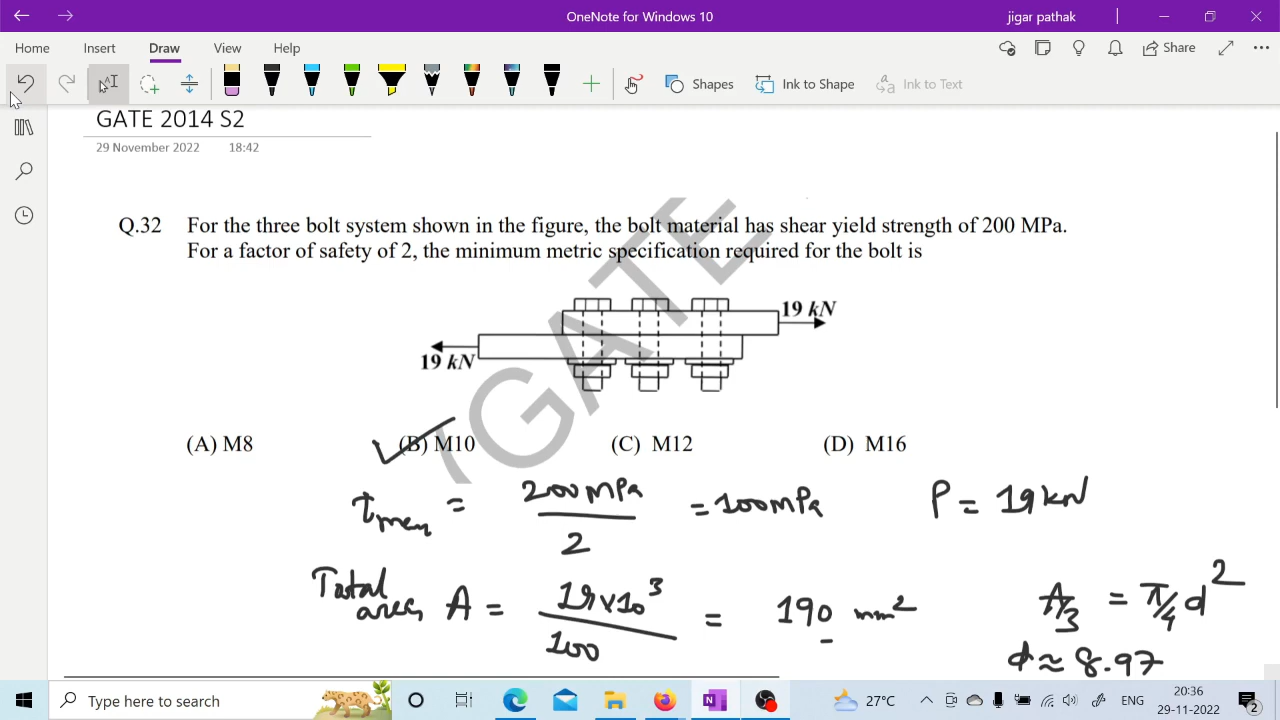 OneNote for Windows 10
jigar pathak
Home Insert Draw View Help
Share
Shapes Ink to Shape Ink to Text
GATE 2014 S2
29 November 2022 18:42
Q.32 For the three bolt system shown in the figure, the bolt material has shear yield strength of 200 MPa.
For a factor of safety of 2, the minimum metric specification required for the bolt is
GATE
19 kN
19 kN
(A) M8 (B) M10 (C) M12 (D) M16
= 200 MPa / 2 = 100 MPa P = 19 kN
Total area, A = 19 × 10³ / 100 = 190 mm² A/3 = π/4 d²
d ≈ 8.97
Type here to search
27°C
ENG
20:36
29-11-2022
2